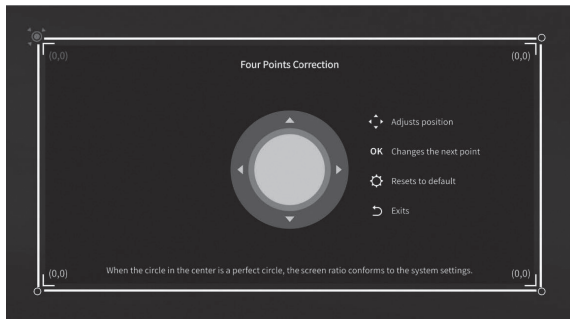 (0,0)
(0,0)
Four Points Correction
Adjusts position
OK Changes the next point
Resets to default
Exits
(0,0)
When the circle in the center is a perfect circle, the screen ratio conforms to the system settings.
(0,0)